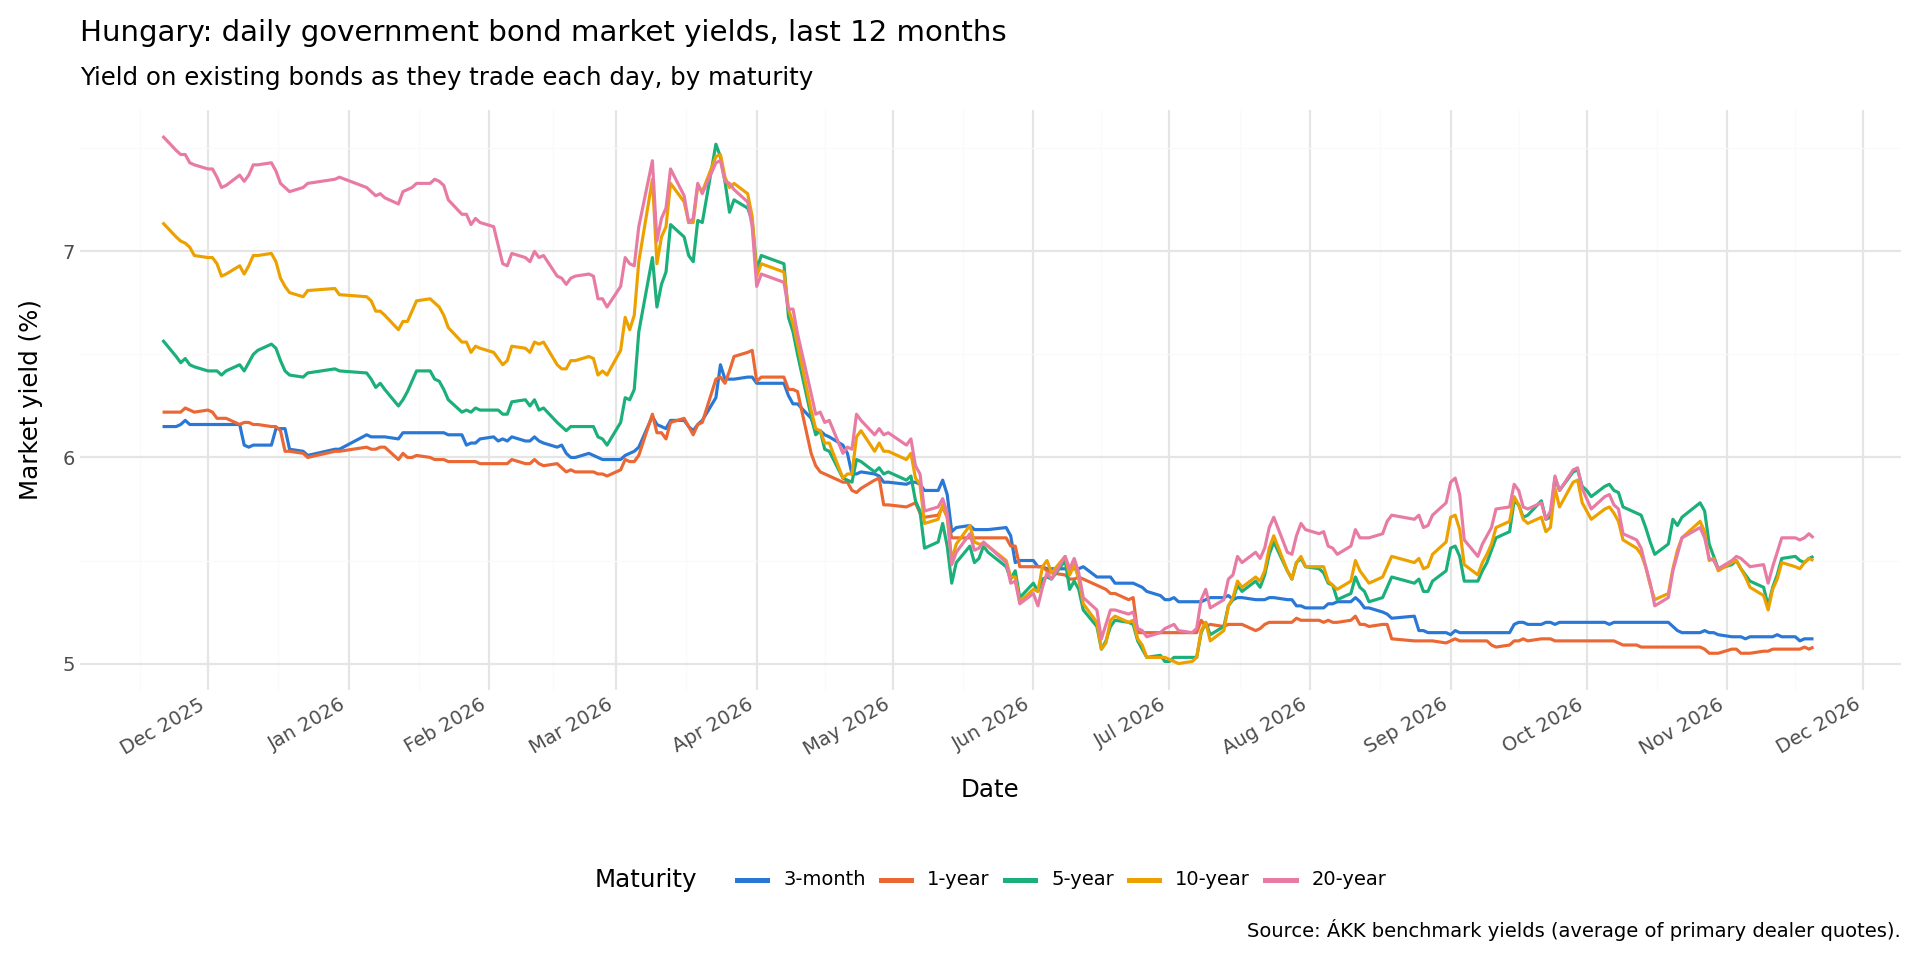 Hungary: daily government bond market yields, last 12 months
Yield on existing bonds as they trade each day, by maturity
Market yield (%)
7
6
5
Dec 2025
Jan 2026
Feb 2026
Mar 2026
Apr 2026
May 2026
Jun 2026
Jul 2026
Aug 2026
Sep 2026
Oct 2026
Nov 2026
Dec 2026
Date
Maturity 3-month 1-year 5-year 10-year 20-year
Source: ÁKK benchmark yields (average of primary dealer quotes).